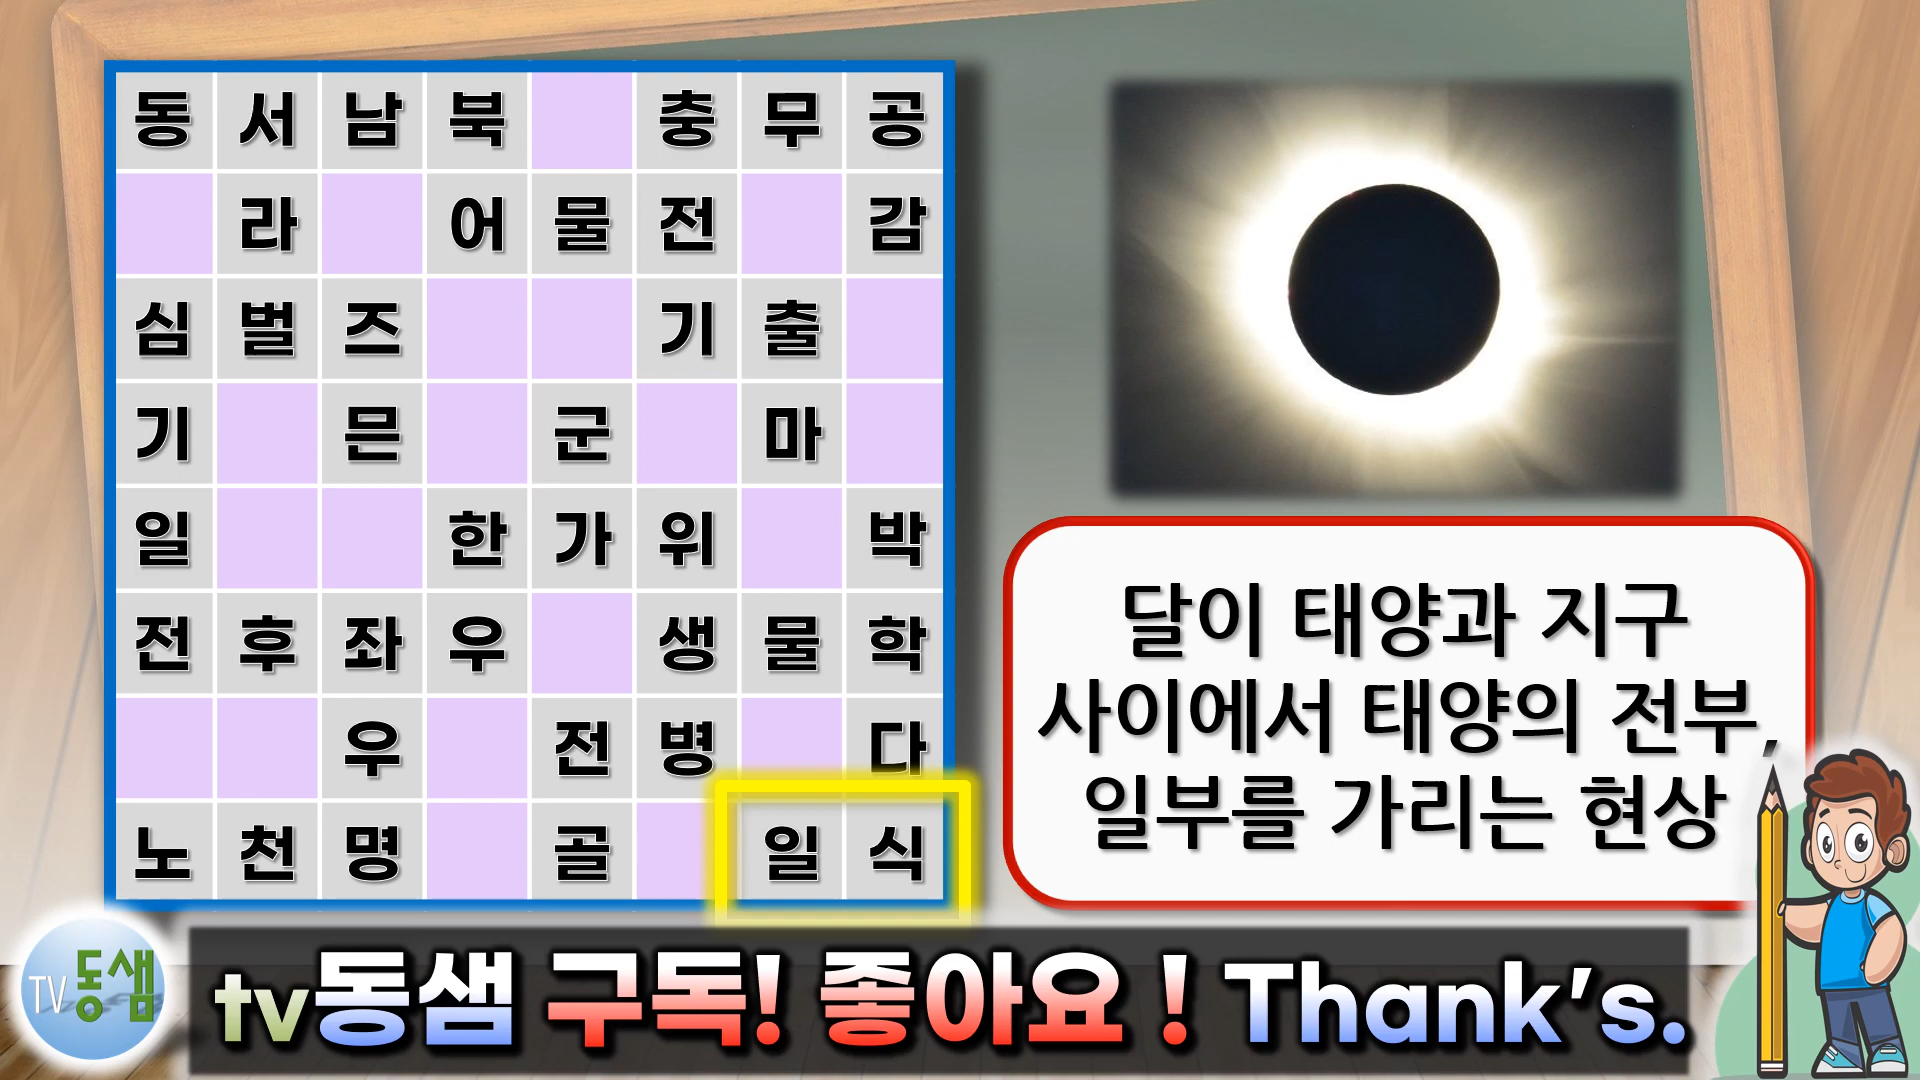 동 서 남 북 충 무 공
라 어 물 전 감
심 벌 즈 기 출
기 믄 군 마
일 한 가 위 박
전 후 좌 우 생 물 학
우 전 병 다
노 천 명 골 일 식
달이 태양과 지구
사이에서 태양의 전부,
일부를 가리는 현상
TV동샘
tv동샘 구독! 좋아요 ! Thank's.